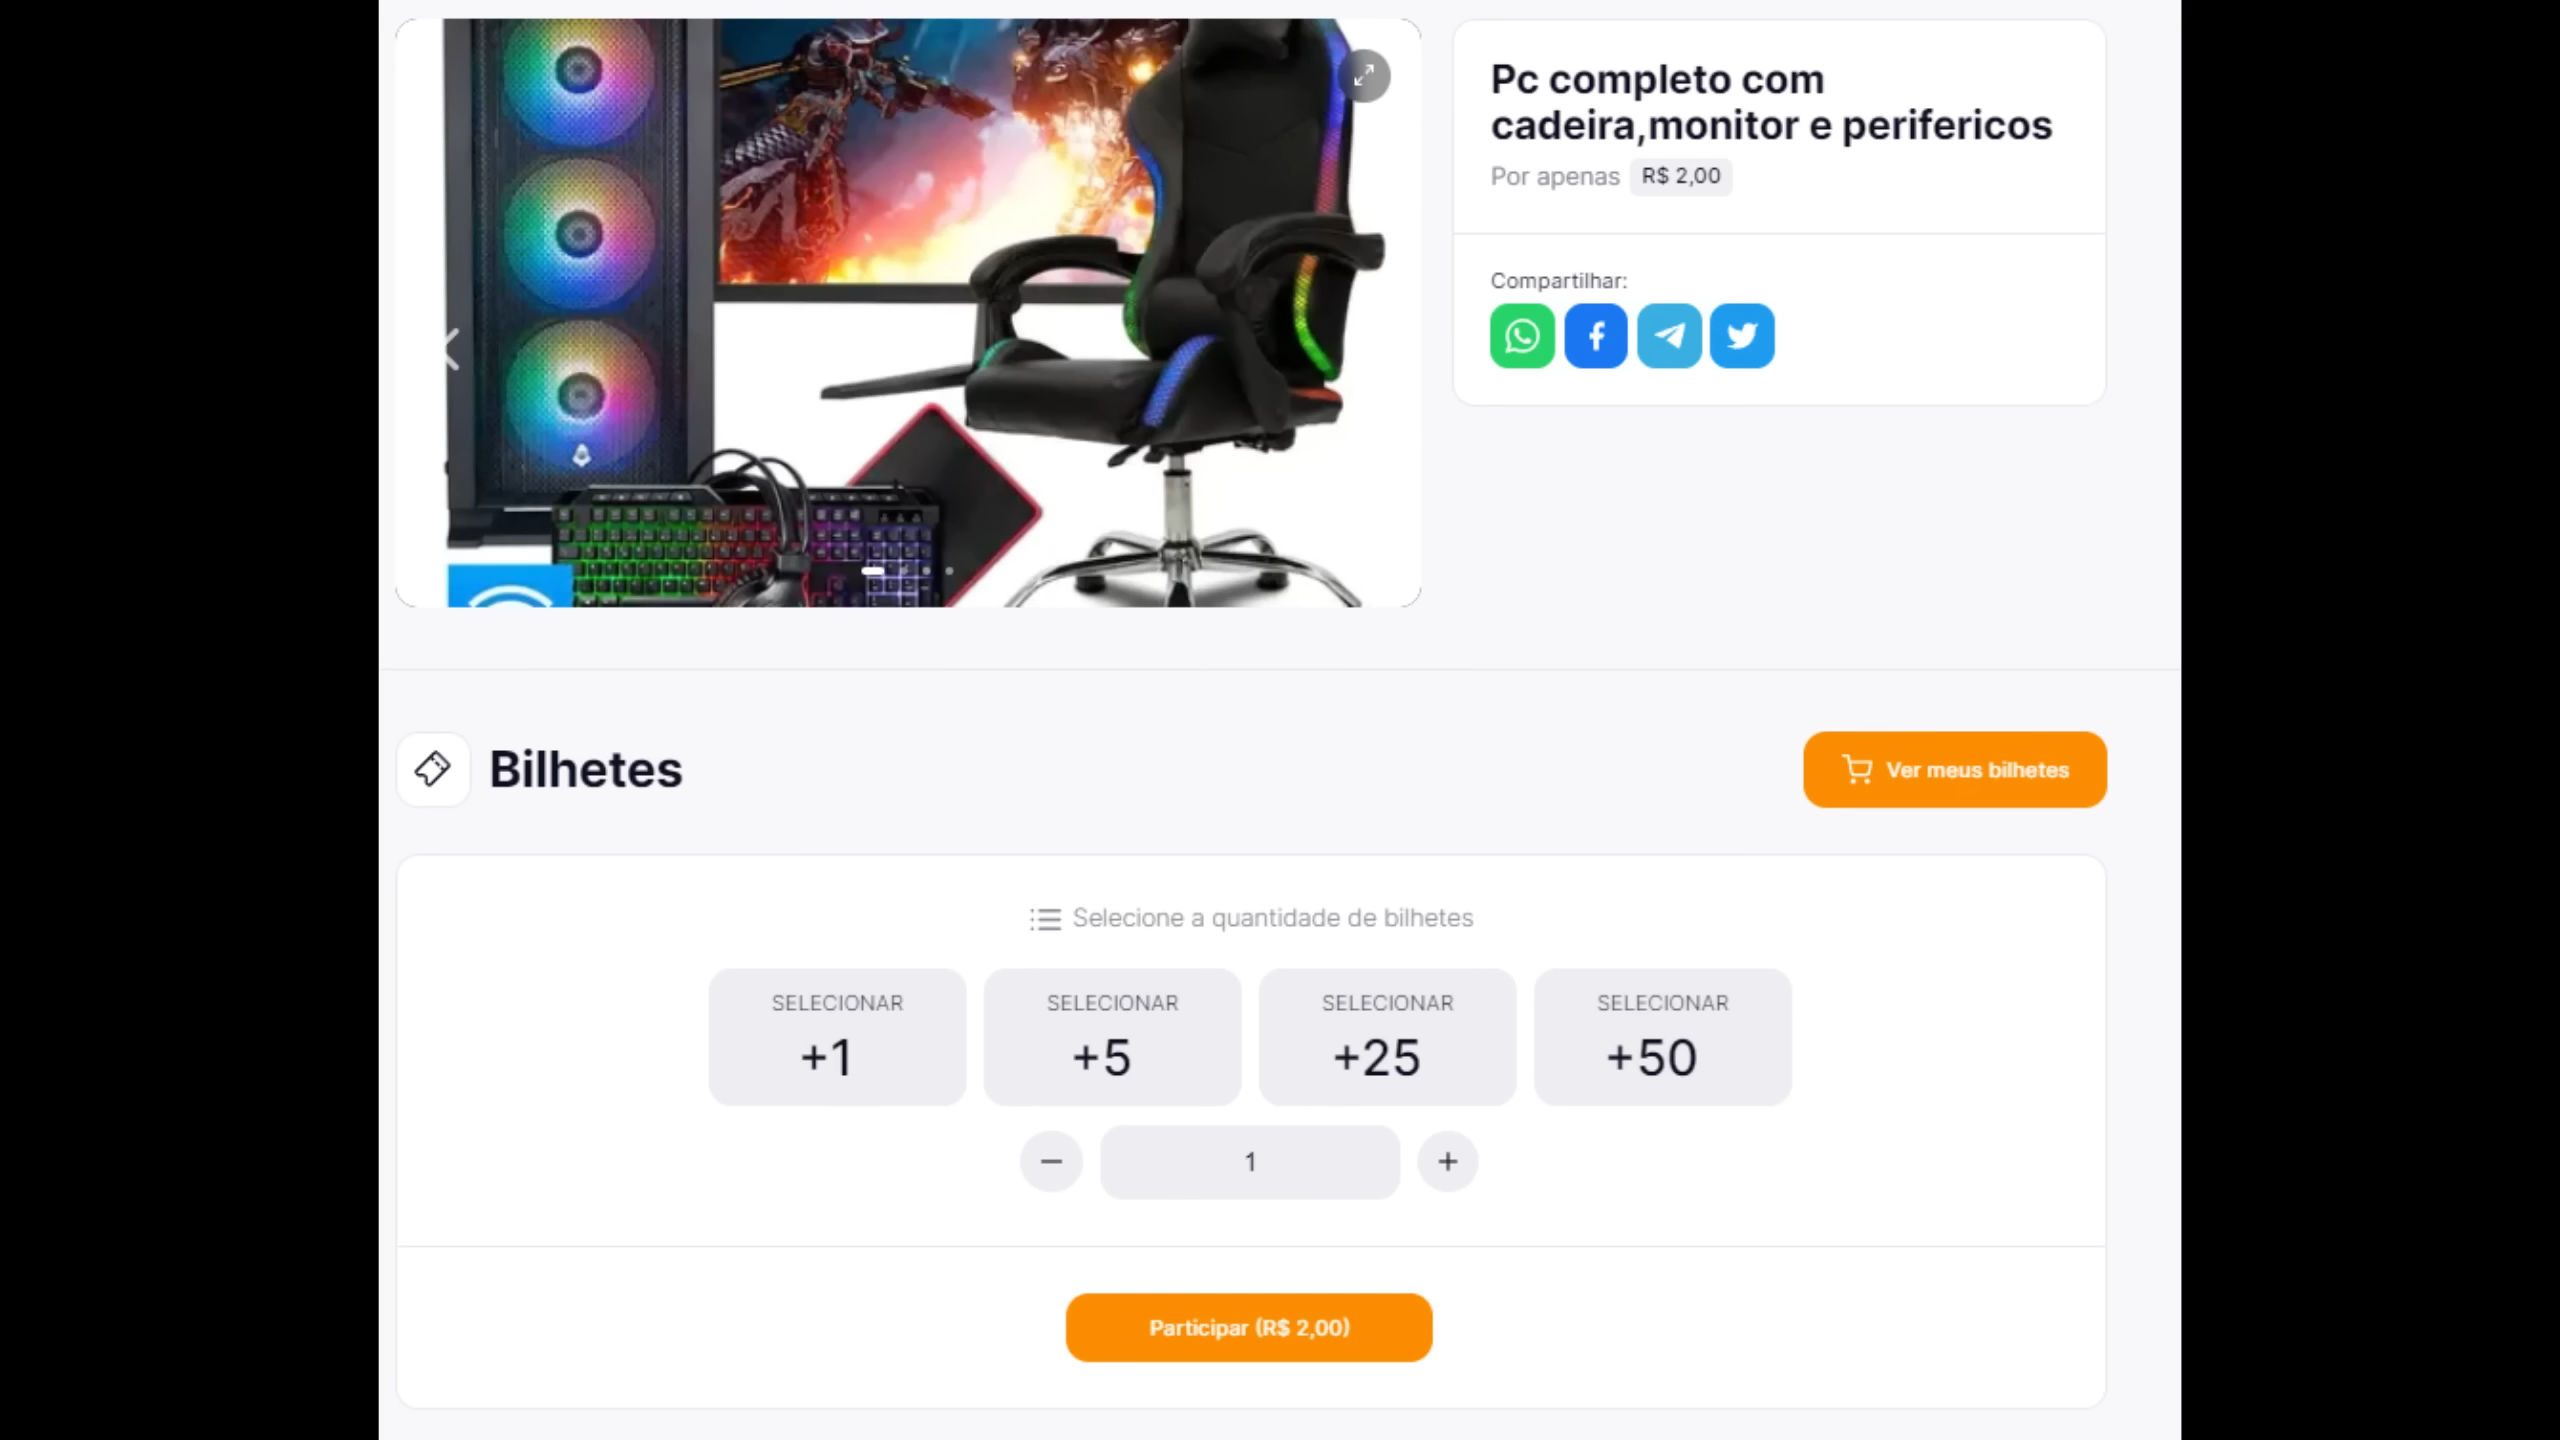 Pc completo com
cadeira,monitor e perifericos
Por apenas R$ 2,00
Compartilhar:
Bilhetes
Ver meus bilhetes
Selecione a quantidade de bilhetes
SELECIONAR
+1
SELECIONAR
+5
SELECIONAR
+25
SELECIONAR
+50
1
Participar (R$ 2,00)